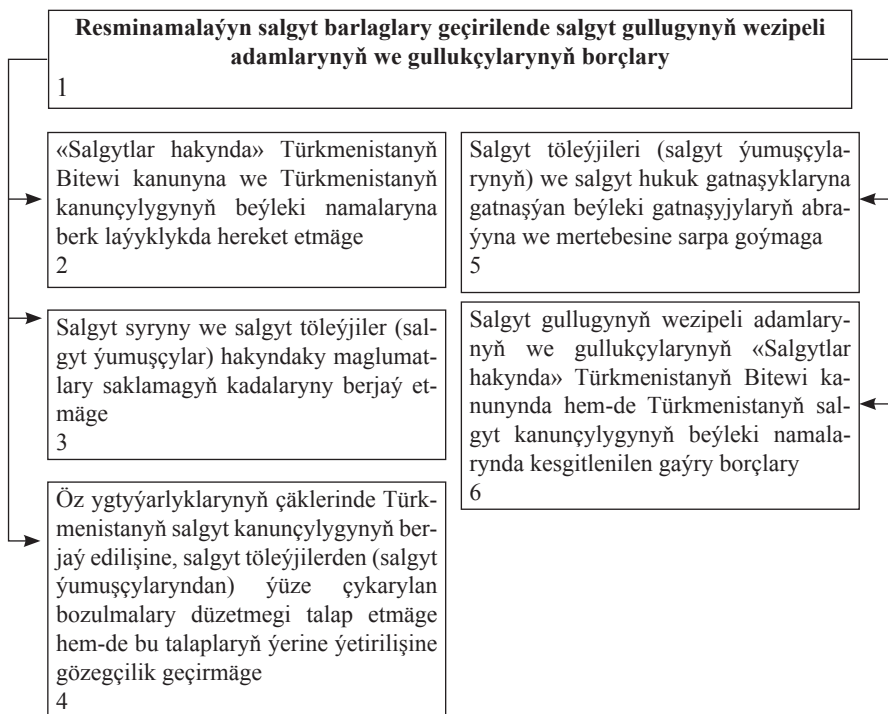 Resminamalaýyn salgyt barlaglary geçirilende salgyt gullugynyň wezipeli
adamlarynyň we gullukçylarynyň borçlary
1
«Salgytlar hakynda» Türkmenistanyň
Bitewi kanunyna we Türkmenistanyň
kanunçylygynyň beýleki namalaryna
berk laýyklykda hereket etmäge
2
Salgyt syryny we salgyt töleýjiler (sal-
gyt ýumuşçylar) hakyndaky maglumat-
lary saklamagyň kadalaryny berjaý et-
mäge
3
Öz ygtyýarlyklarynyň çäklerinde Türk-
menistanyň salgyt kanunçylygynyň ber-
jaý edilişine, salgyt töleýjilerden (salgyt
ýumuşçylaryndan) ýüze çykarylan
bozulmalary düzetmegi talap etmäge
hem-de bu talaplaryň ýerine ýetirilişine
gözegçilik geçirmäge
4
Salgyt töleýjileri (salgyt ýumuşçyla-
rynyň) we salgyt hukuk gatnaşyklaryna
gatnaşýan beýleki gatnaşyjylaryň abra-
ýyna we mertebesine sarpa goýmaga
5
Salgyt gullugynyň wezipeli adamlary-
nyň we gullukçylarynyň «Salgytlar
hakynda» Türkmenistanyň Bitewi ka-
nunynda hem-de Türkmenistanyň sal-
gyt kanunçylygynyň beýleki namala-
rynda kesgitlenilen gaýry borçlary
6